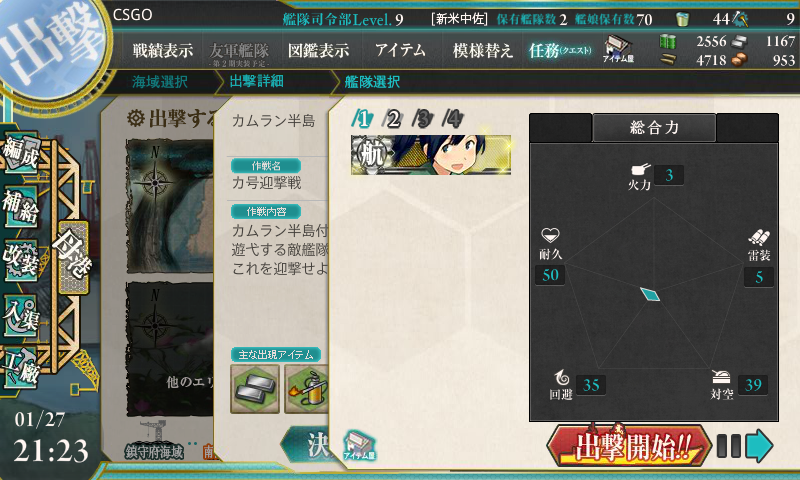 出撃
CSGO
艦隊司令部Level. 9
[新米中佐]
保有艦隊数 2
艦娘保有数 70
44
9
戦績表示
友軍艦隊
図鑑表示
アイテム
模様替え
任務(クエスト)
アイテム屋
2556
1167
4718
953
海域選択
出撃詳細
艦隊選択
編成
補給
改装
入渠
工廠
母港
出撃する
N
N
他のエリ
鎮守府海域
南
カムラン半島
作戦名
カ号迎撃戦
作戦内容
カムラン半島付
遊弋する敵艦隊
これを迎撃せよ
主な出現アイテム
決
アイテム屋
1 2 3 4
航
総合力
火力 3
耐久
50
雷装
5
回避 35
対空 39
出撃開始!!
01/27
21:23